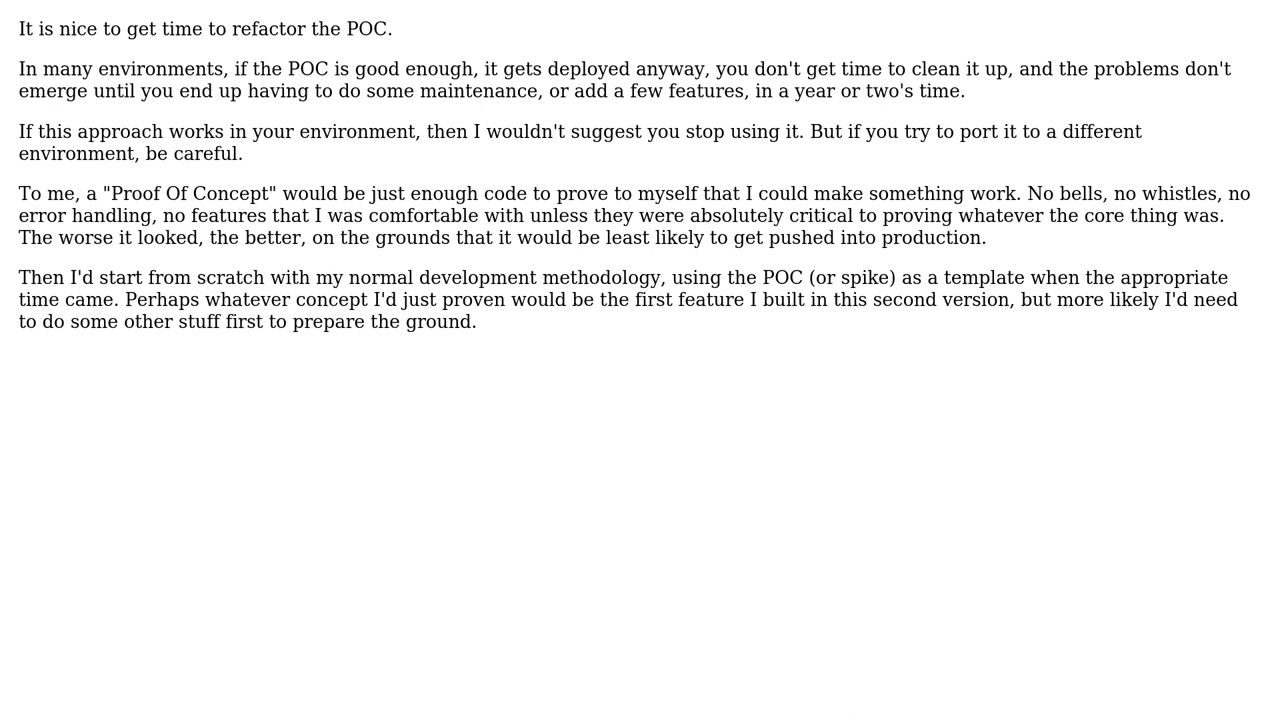 It is nice to get time to refactor the POC.
In many environments, if the POC is good enough, it gets deployed anyway, you don't get time to clean it up, and the problems don't
emerge until you end up having to do some maintenance, or add a few features, in a year or two's time.
If this approach works in your environment, then I wouldn't suggest you stop using it. But if you try to port it to a different
environment, be careful.
To me, a "Proof Of Concept" would be just enough code to prove to myself that I could make something work. No bells, no whistles, no
error handling, no features that I was comfortable with unless they were absolutely critical to proving whatever the core thing was.
The worse it looked, the better, on the grounds that it would be least likely to get pushed into production.
Then I'd start from scratch with my normal development methodology, using the POC (or spike) as a template when the appropriate
time came. Perhaps whatever concept I'd just proven would be the first feature I built in this second version, but more likely I'd need
to do some other stuff first to prepare the ground.